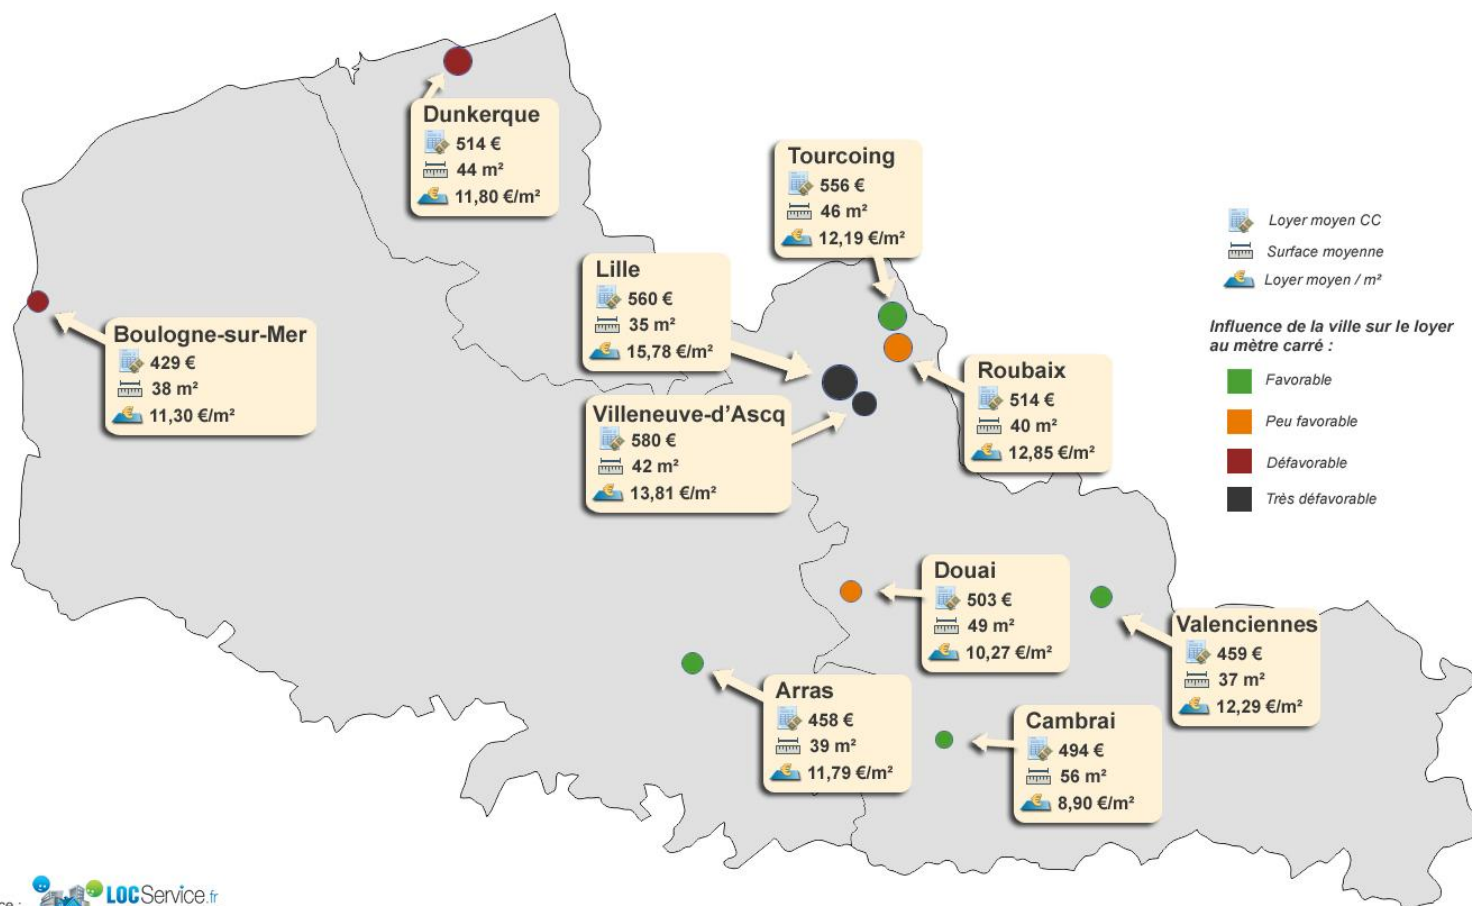 Dunkerque
514 €
44 m²
11,80 €/m²
Tourcoing
556 €
46 m²
12,19 €/m²
Lille
560 €
35 m²
15,78 €/m²
Boulogne-sur-Mer
429 €
38 m²
11,30 €/m²
Villeneuve-d'Ascq
580 €
42 m²
13,81 €/m²
Roubaix
514 €
40 m²
12,85 €/m²
Douai
503 €
49 m²
10,27 €/m²
Valenciennes
459 €
37 m²
12,29 €/m²
Arras
458 €
39 m²
11,79 €/m²
Cambrai
494 €
56 m²
8,90 €/m²
Loyer moyen CC
Surface moyenne
Loyer moyen / m²
Influence de la ville sur le loyer
au mètre carré :
Favorable
Peu favorable
Défavorable
Très défavorable
LOCService.fr